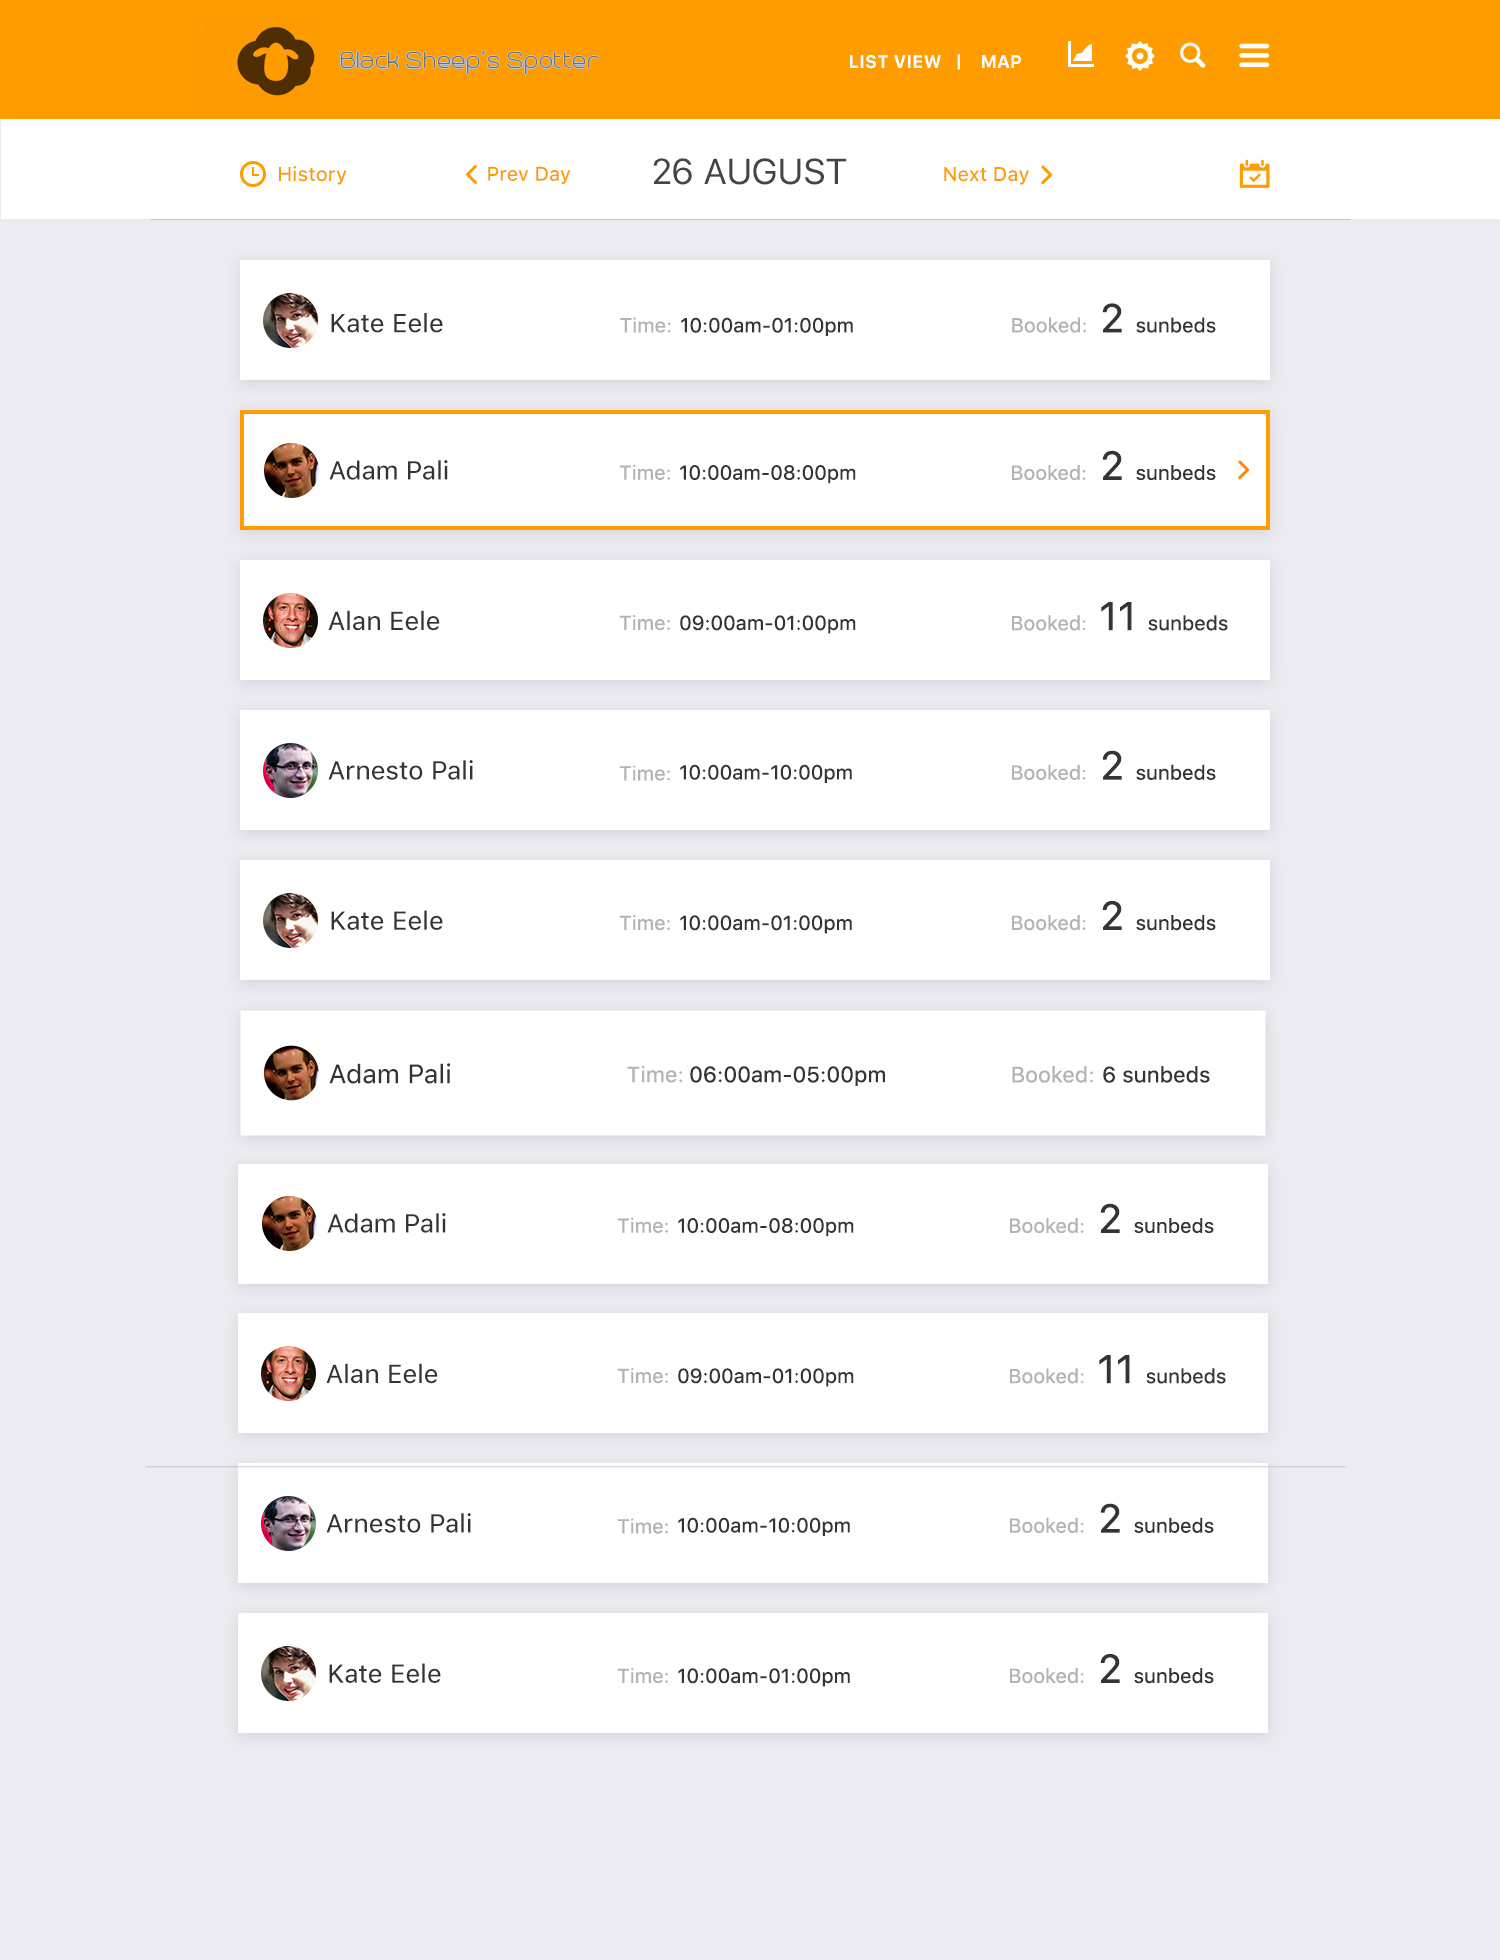 Black Sheep's Spotter LIST VIEW | MAP
History Prev Day 26 AUGUST Next Day
Kate Eele Time: 10:00am-01:00pm Booked: 2 sunbeds
Adam Pali Time: 10:00am-08:00pm Booked: 2 sunbeds
Alan Eele Time: 09:00am-01:00pm Booked: 11 sunbeds
Arnesto Pali Time: 10:00am-10:00pm Booked: 2 sunbeds
Kate Eele Time: 10:00am-01:00pm Booked: 2 sunbeds
Adam Pali Time: 06:00am-05:00pm Booked: 6 sunbeds
Adam Pali Time: 10:00am-08:00pm Booked: 2 sunbeds
Alan Eele Time: 09:00am-01:00pm Booked: 11 sunbeds
Arnesto Pali Time: 10:00am-10:00pm Booked: 2 sunbeds
Kate Eele Time: 10:00am-01:00pm Booked: 2 sunbeds